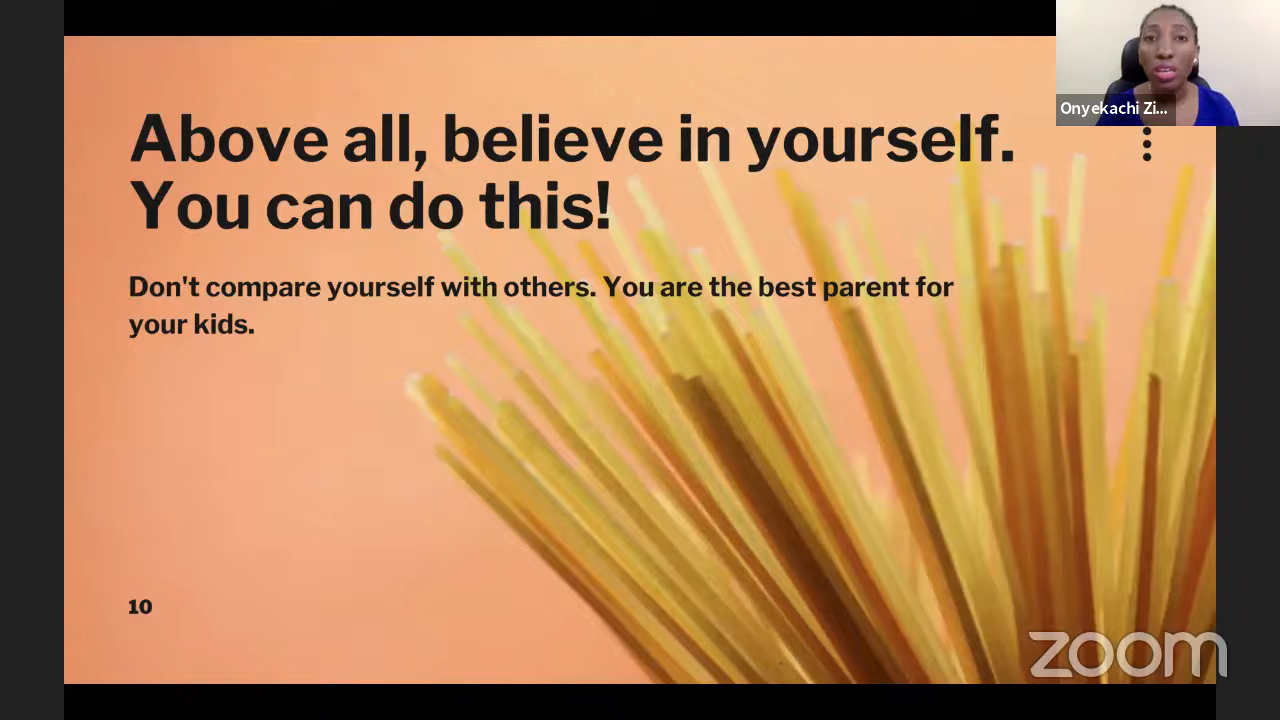 Above all, believe in yourself.
You can do this!
Don't compare yourself with others. You are the best parent for
your kids.
10
Onyekachi Zi...
zoom